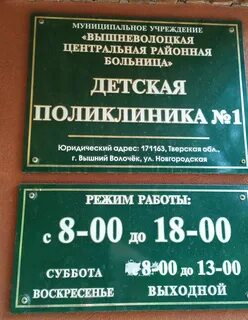 МУНИЦИПАЛЬНОЕ УЧРЕЖДЕНИЕ
"ВЫШНЕВОЛОЦКАЯ
ЦЕНТРАЛЬНАЯ РАЙОННАЯ
БОЛЬНИЦА"
ДЕТСКАЯ
ПОЛИКЛИНИКА №1
Юридический адрес: 171163, Тверской обл.,
г. Вышний Волочёк, ул. Новгородская
РЕЖИМ РАБОТЫ:
с 8-00 до 18-00
СУББОТА 8-00 до 13-00
ВОСКРЕСЕНЬЕ ВЫХОДНОЙ